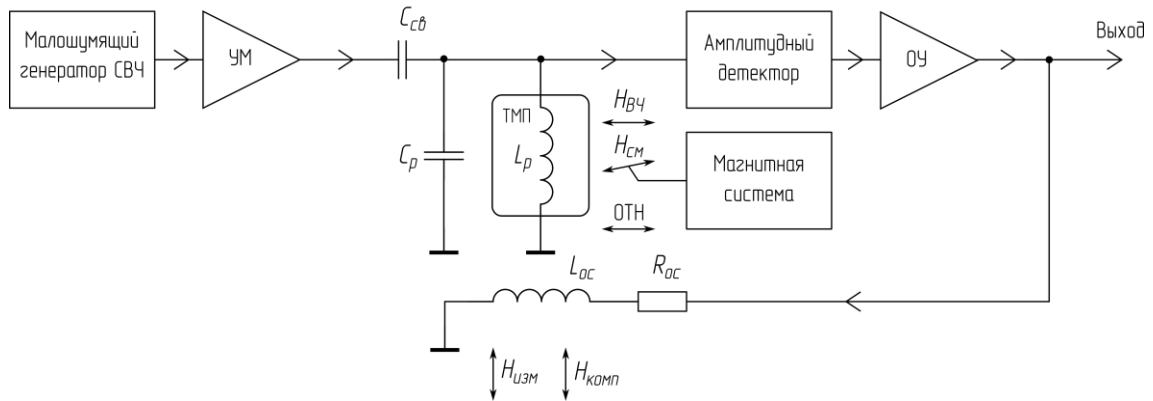 Малошумящий
генератор СВЧ
УМ
Cсв
Амплитудный
детектор
ОУ
Выход
Cр
ТМП
Lр
HВЧ
Hсм
ОТН
Магнитная
система
Lос
Rос
Hизм
Hкомп